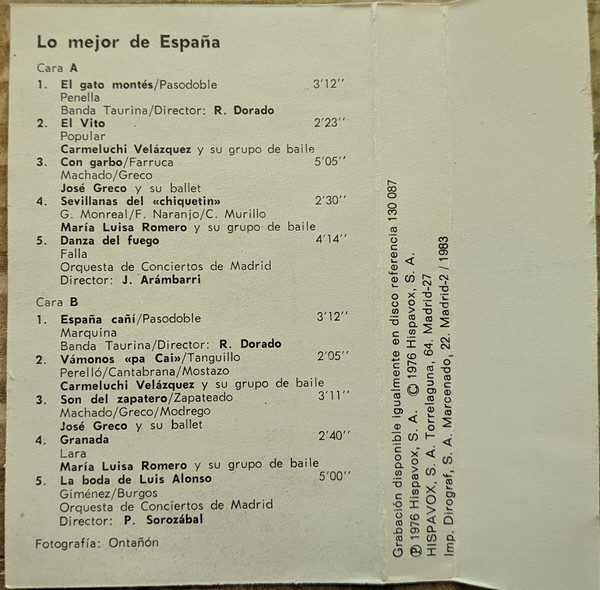 Lo mejor de España
Cara A
1. El gato montés/Pasodoble 3'12''
Penella
Banda Taurina/Director: R. Dorado
2. El Vito 2'23''
Popular
Carmeluchi Velázquez y su grupo de baile
3. Con garbo/Farruca 5'05''
Machado/Greco
José Greco y su ballet
4. Sevillanas del «chiquetin» 2'30''
G. Monreal/F. Naranjo/C. Murillo
María Luisa Romero y su grupo de baile
5. Danza del fuego 4'14''
Falla
Orquesta de Conciertos de Madrid
Director: J. Arámbarri
Cara B
1. España cañí/Pasodoble 3'12''
Marquina
Banda Taurina/Director: R. Dorado
2. Vámonos «pa Cai»/Tanguillo 2'05''
Perelló/Cantabrana/Mostazo
Carmeluchi Velázquez y su grupo de baile
3. Son del zapatero/Zapateado 3'11''
Machado/Greco/Modrego
José Greco y su ballet
4. Granada 2'40''
Lara
María Luisa Romero y su grupo de baile
5. La boda de Luis Alonso 5'00''
Giménez/Burgos
Orquesta de Conciertos de Madrid
Director: P. Sorozábal
Fotografía: Ontañón
Grabación disponible igualmente en disco referencia 130 087
℗ 1976 Hispavox, S. A. © 1976 Hispavox, S. A.
HISPAVOX, S. A. Torrelaguna, 64. Madrid-27
Imp. Dirograf, S. A. Marcenado, 22. Madrid-2 / 1983